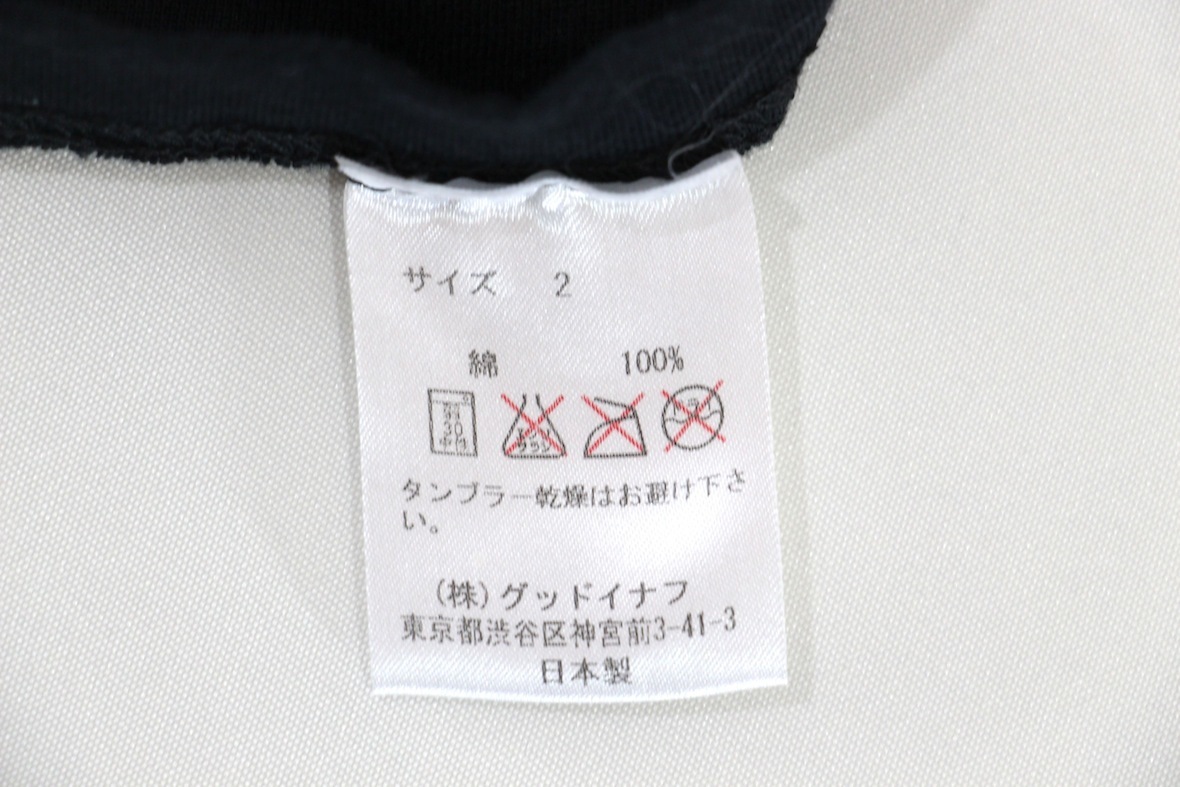 サイズ 2
綿 100%
30
タンブラー乾燥はお避け下さ
い。
(株)グッドイナフ
東京都渋谷区神宮前3-41-3
日本製